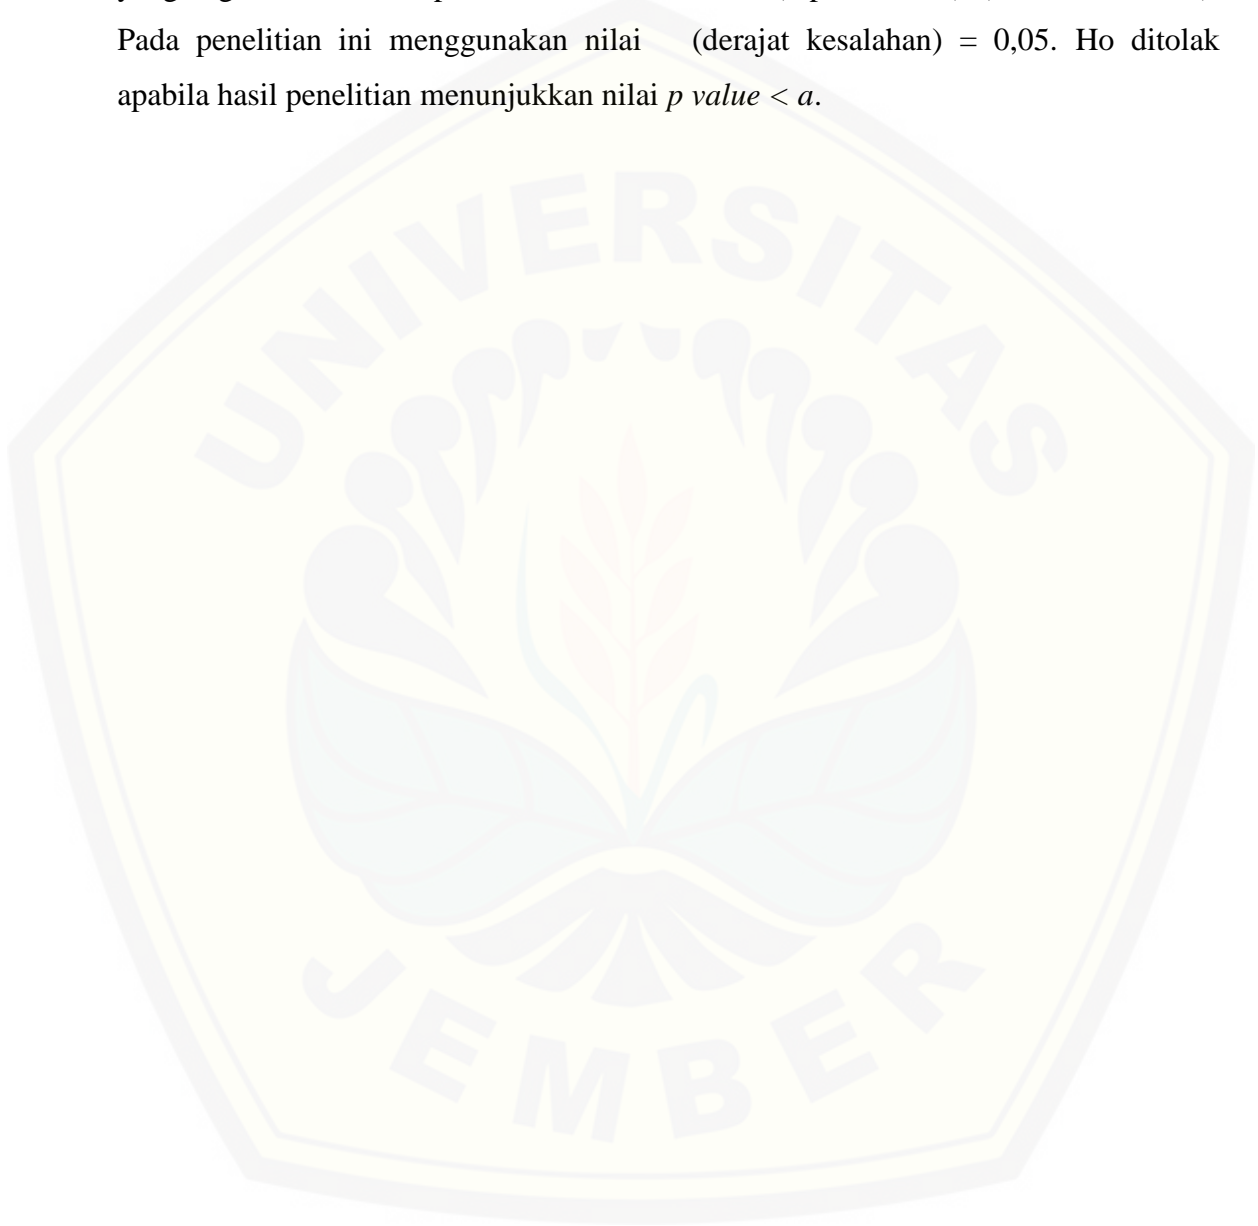 Pada penelitian ini menggunakan nilai (derajat kesalahan) = 0,05. Ho ditolak
apabila hasil penelitian menunjukkan nilai p value < a.
UNIVERSITAS
JEMBER